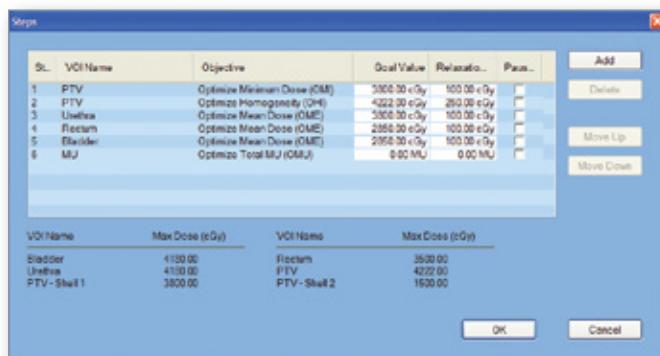 Steps
St... VOI Name Objective Goal Value Relaxatio... Paus...
1 PTV Optimize Minimum Dose (OMI) 3800.00 cGy 100.00 cGy
2 PTV Optimize Homogeneity (OHI) 4222.00 cGy 250.00 cGy
3 Urethra Optimize Mean Dose (OME) 3800.00 cGy 100.00 cGy
4 Rectum Optimize Mean Dose (OME) 2850.00 cGy 100.00 cGy
5 Bladder Optimize Mean Dose (OME) 2850.00 cGy 100.00 cGy
6 MU Optimize Total MU (OMU) 0.00 MU 0.00 MU
Add
Delete
Move Up
Move Down
VOI Name Max Dose (cGy) VOI Name Max Dose (cGy)
Bladder 4180.00 Rectum 3500.00
Urethra 4180.00 PTV 4222.00
PTV - Shell 1 3800.00 PTV - Shell 2 1500.00
OK Cancel